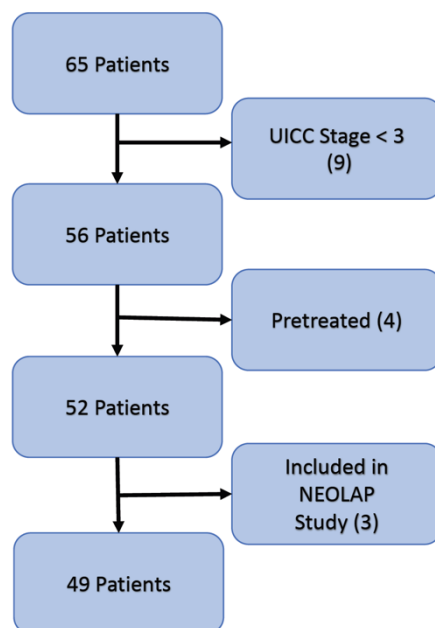 65 Patients
UICC Stage < 3
(9)
56 Patients
Pretreated (4)
52 Patients
Included in
NEOLAP
Study (3)
49 Patients